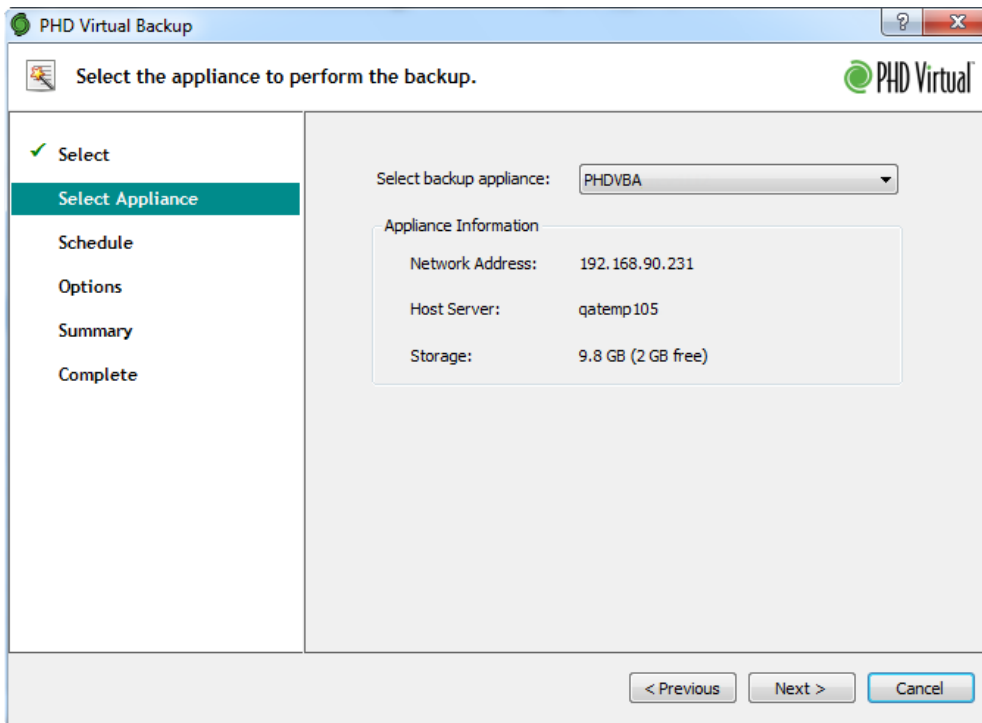 PHD Virtual Backup
Select the appliance to perform the backup.
PHD Virtual
Select
Select Appliance
Schedule
Options
Summary
Complete
Select backup appliance: PHDVBA
Appliance Information
Network Address: 192.168.90.231
Host Server: qatemp105
Storage: 9.8 GB (2 GB free)
< Previous Next > Cancel